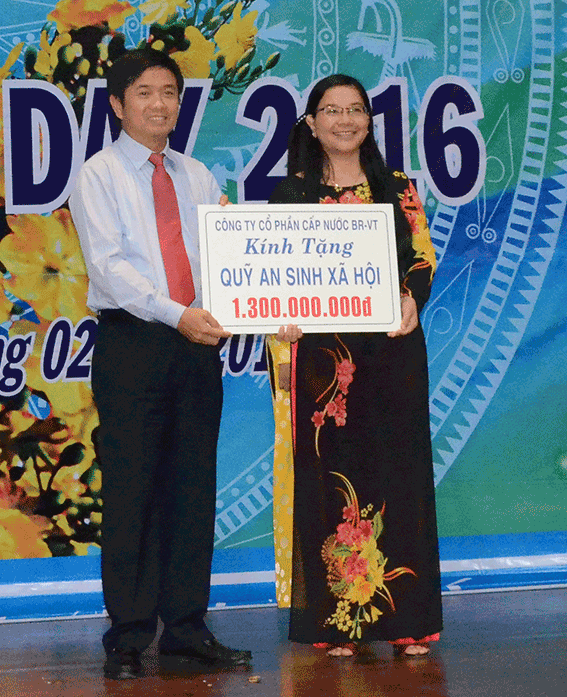 DAY 2016
CÔNG TY CỔ PHẦN CẤP NƯỚC BR-VT
Kính Tặng
QUỸ AN SINH XÃ HỘI
1.300.000.000đ
02